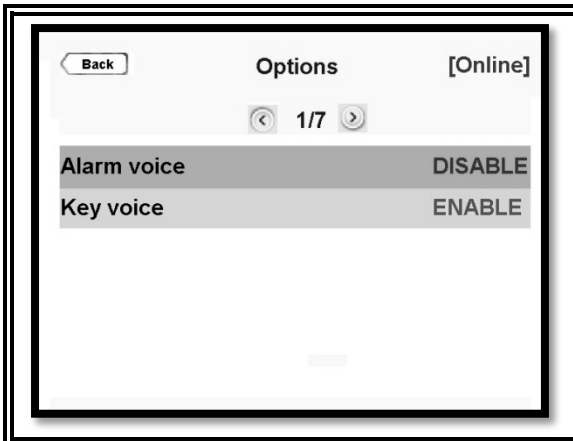 Back Options [Online]
1/7
Alarm voice DISABLE
Key voice ENABLE